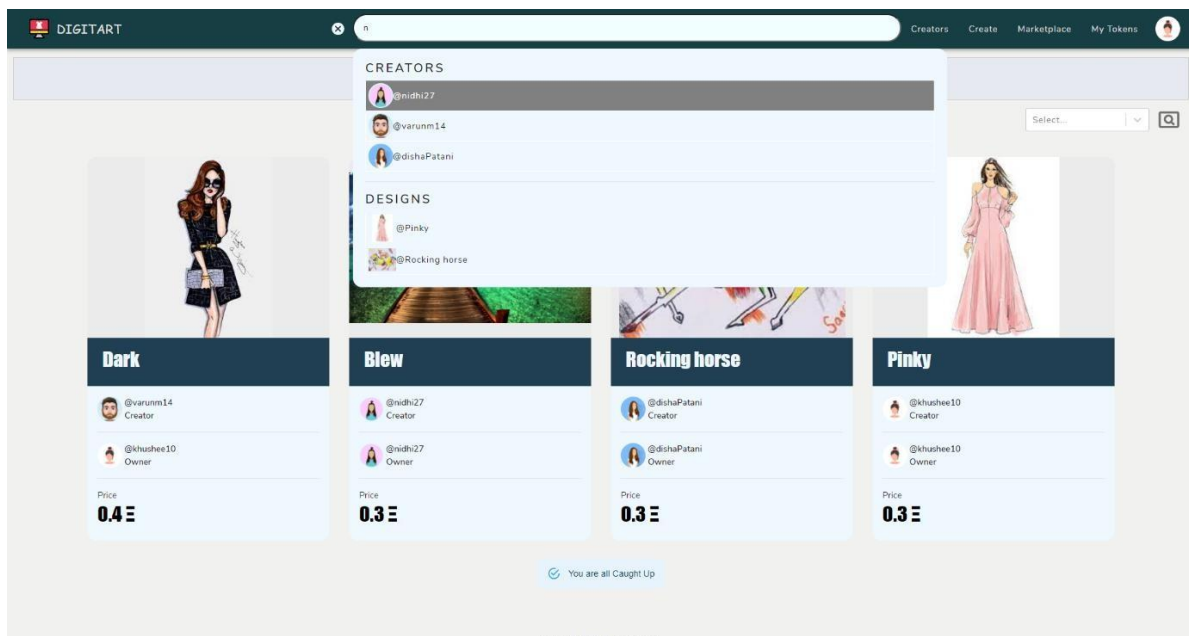 DIGITART
n
Creators Create Marketplace My Tokens
CREATORS
@nidhi27
@varunm14
@dishaPatani
DESIGNS
@Pinky
@Rocking horse
Select...
Dark
@varunm14
Creator
@khushee10
Owner
Price
0.4 Ξ
Blew
@nidhi27
Creator
@nidhi27
Owner
Price
0.3 Ξ
Rocking horse
@dishaPatani
Creator
@dishaPatani
Owner
Price
0.3 Ξ
Pinky
@khushee10
Creator
@khushee10
Owner
Price
0.3 Ξ
You are all Caught Up